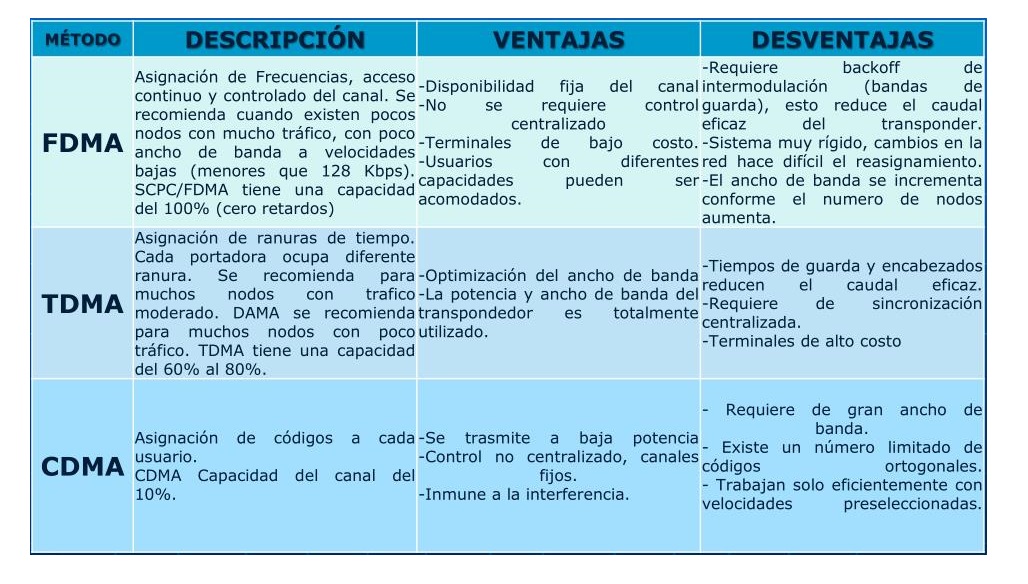 MÉTODO
DESCRIPCIÓN
VENTAJAS
DESVENTAJAS
FDMA
Asignación de Frecuencias, acceso
continuo y controlado del canal. Se
recomienda cuando existen pocos
nodos con mucho tráfico, con poco
ancho de banda a velocidades
bajas (menores que 128 Kbps).
SCPC/FDMA tiene una capacidad
del 100% (cero retardos)
-Disponibilidad fija del canal
-No se requiere control
centralizado
-Terminales de bajo costo.
-Usuarios con diferentes
capacidades pueden ser
acomodados.
-Requiere backoff de
intermodulación (bandas de
guarda), esto reduce el caudal
eficaz del transponder.
-Sistema muy rígido, cambios en la
red hace difícil el reasignamiento.
-El ancho de banda se incrementa
conforme el numero de nodos
aumenta.
TDMA
Asignación de ranuras de tiempo.
Cada portadora ocupa diferente
ranura. Se recomienda para
muchos nodos con trafico
moderado. DAMA se recomienda
para muchos nodos con poco
tráfico. TDMA tiene una capacidad
del 60% al 80%.
-Optimización del ancho de banda
-La potencia y ancho de banda del
transpondedor es totalmente
utilizado.
-Tiempos de guarda y encabezados
reducen el caudal eficaz.
-Requiere de sincronización
centralizada.
-Terminales de alto costo
CDMA
Asignación de códigos a cada
usuario.
CDMA Capacidad del canal del
10%.
-Se trasmite a baja potencia
-Control no centralizado, canales
fijos.
-Inmune a la interferencia.
- Requiere de gran ancho de
banda.
- Existe un número limitado de
códigos ortogonales.
- Trabajan solo eficientemente con
velocidades preseleccionadas.